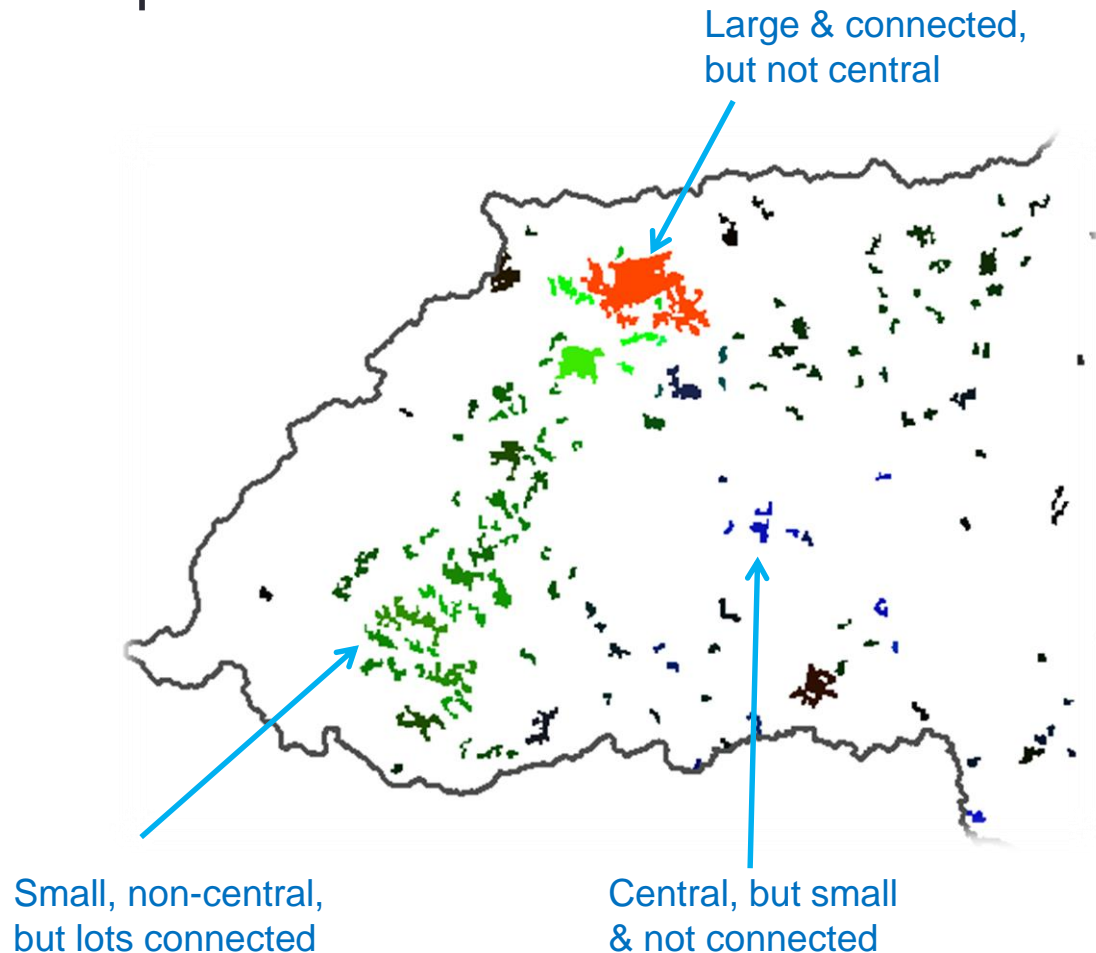 Large & connected,
but not central
Small, non-central,
but lots connected
Central, but small
& not connected